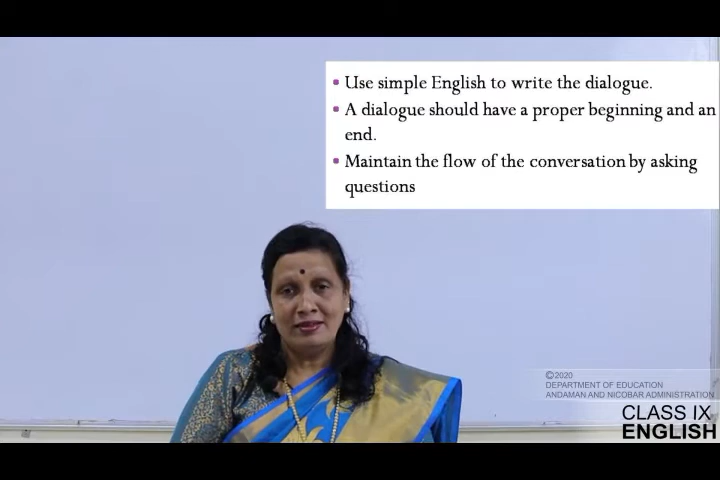 Use simple English to write the dialogue.
A dialogue should have a proper beginning and an
end.
Maintain the flow of the conversation by asking
questions
©2020
DEPARTMENT OF EDUCATION
ANDAMAN AND NICOBAR ADMINISTRATION
CLASS IX
ENGLISH